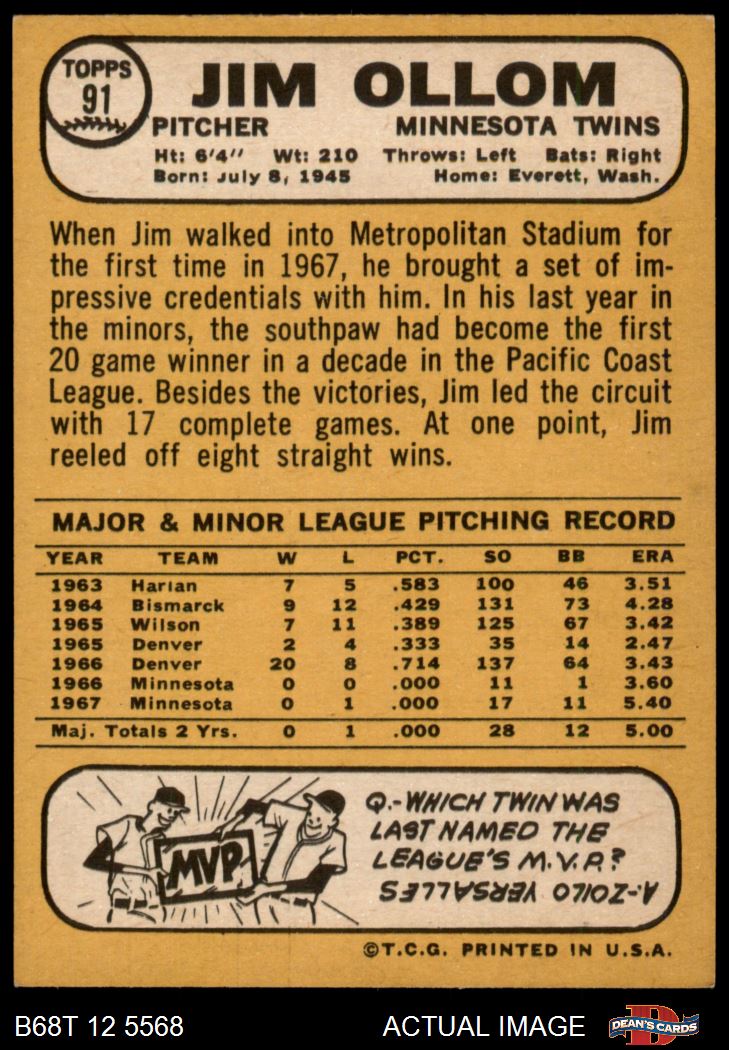 TOPPS
91
JIM OLLOM
PITCHER MINNESOTA TWINS
Ht: 6'4" Wt: 210 Throws: Left Bats: Right
Born: July 8, 1945 Home: Everett, Wash.
When Jim walked into Metropolitan Stadium for
the first time in 1967, he brought a set of im-
pressive credentials with him. In his last year in
the minors, the southpaw had become the first
20 game winner in a decade in the Pacific Coast
League. Besides the victories, Jim led the circuit
with 17 complete games. At one point, Jim
reeled off eight straight wins.
MAJOR & MINOR LEAGUE PITCHING RECORD
YEAR TEAM W L PCT. SO BB ERA
1963 Harlan 7 5 .583 100 46 3.51
1964 Bismarck 9 12 .429 131 73 4.28
1965 Wilson 7 11 .389 125 67 3.42
1965 Denver 2 4 .333 35 14 2.47
1966 Denver 20 8 .714 137 64 3.43
1966 Minnesota 0 0 .000 11 1 3.60
1967 Minnesota 0 1 .000 17 11 5.40
Maj. Totals 2 Yrs. 0 1 .000 28 12 5.00
MVP
Q.-WHICH TWIN WAS
LAST NAMED THE
LEAGUE'S M.V.P.?
A-ZOILO VERSALLES
©T.C.G. PRINTED IN U.S.A.
B68T 12 5568 ACTUAL IMAGE DEAN'S CARDS